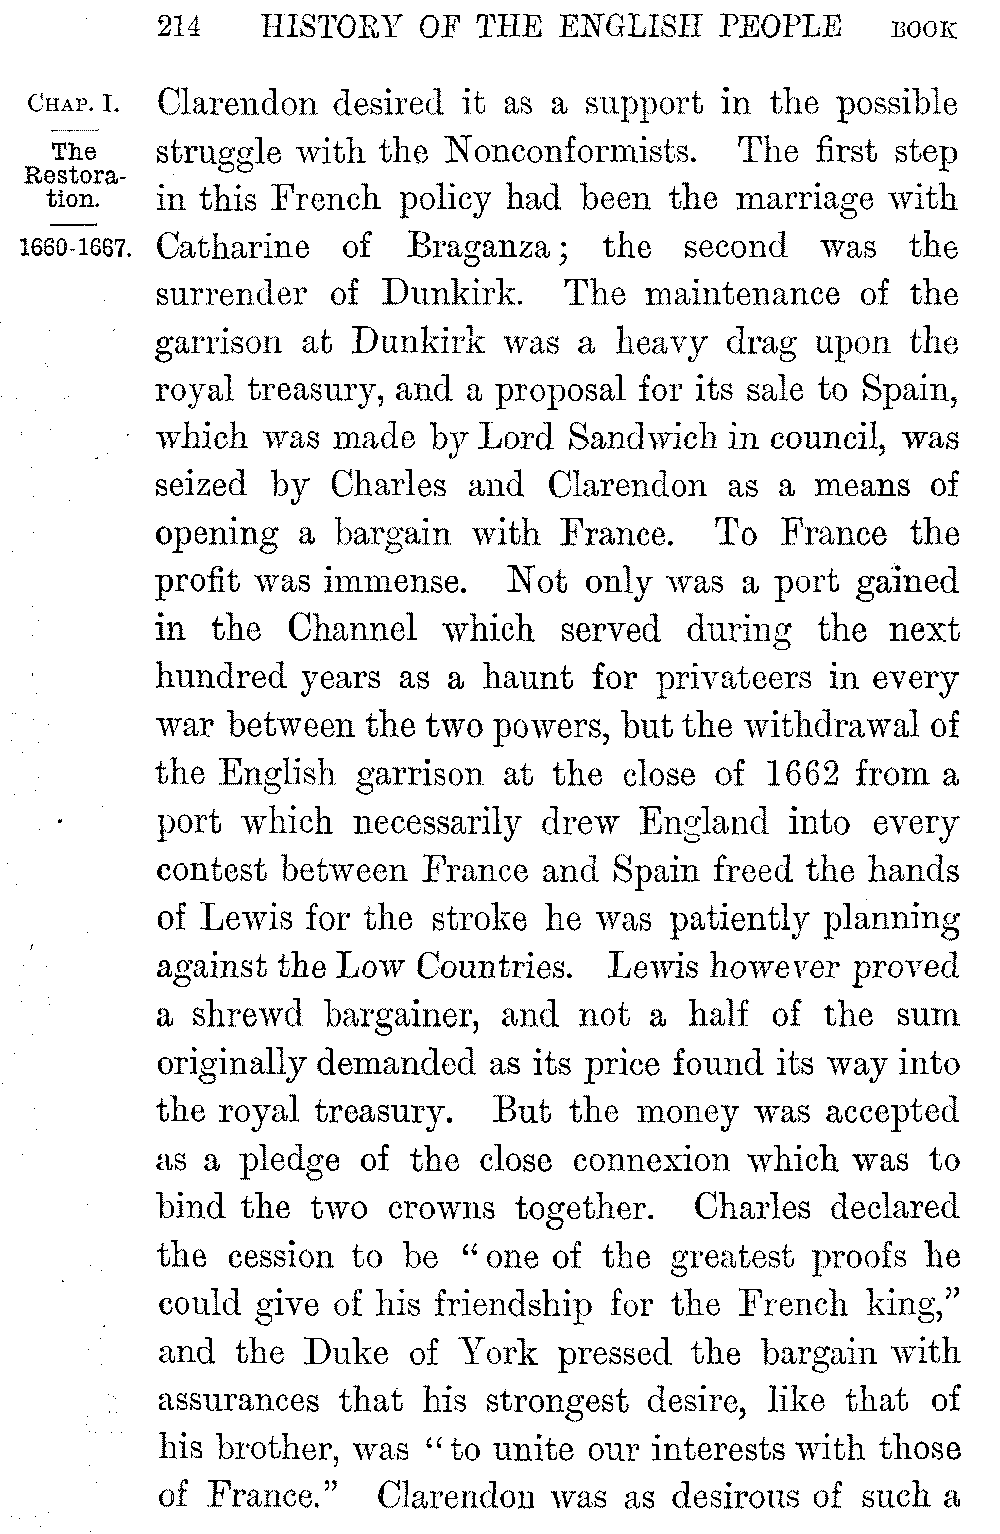 214 HISTORY OF THE ENGLISH PEOPLE BOOK
CHAP. I.
The
Restora-
tion.
1660-1667.
Clarendon desired it as a support in the possible
struggle with the Nonconformists. The first step
in this French policy had been the marriage with
Catharine of Braganza; the second was the
surrender of Dunkirk. The maintenance of the
garrison at Dunkirk was a heavy drag upon the
royal treasury, and a proposal for its sale to Spain,
which was made by Lord Sandwich in council, was
seized by Charles and Clarendon as a means of
opening a bargain with France. To France the
profit was immense. Not only was a port gained
in the Channel which served during the next
hundred years as a haunt for privateers in every
war between the two powers, but the withdrawal of
the English garrison at the close of 1662 from a
port which necessarily drew England into every
contest between France and Spain freed the hands
of Lewis for the stroke he was patiently planning
against the Low Countries. Lewis however proved
a shrewd bargainer, and not a half of the sum
originally demanded as its price found its way into
the royal treasury. But the money was accepted
as a pledge of the close connexion which was to
bind the two crowns together. Charles declared
the cession to be “one of the greatest proofs he
could give of his friendship for the French king,”
and the Duke of York pressed the bargain with
assurances that his strongest desire, like that of
his brother, was “to unite our interests with those
of France.” Clarendon was as desirous of such a